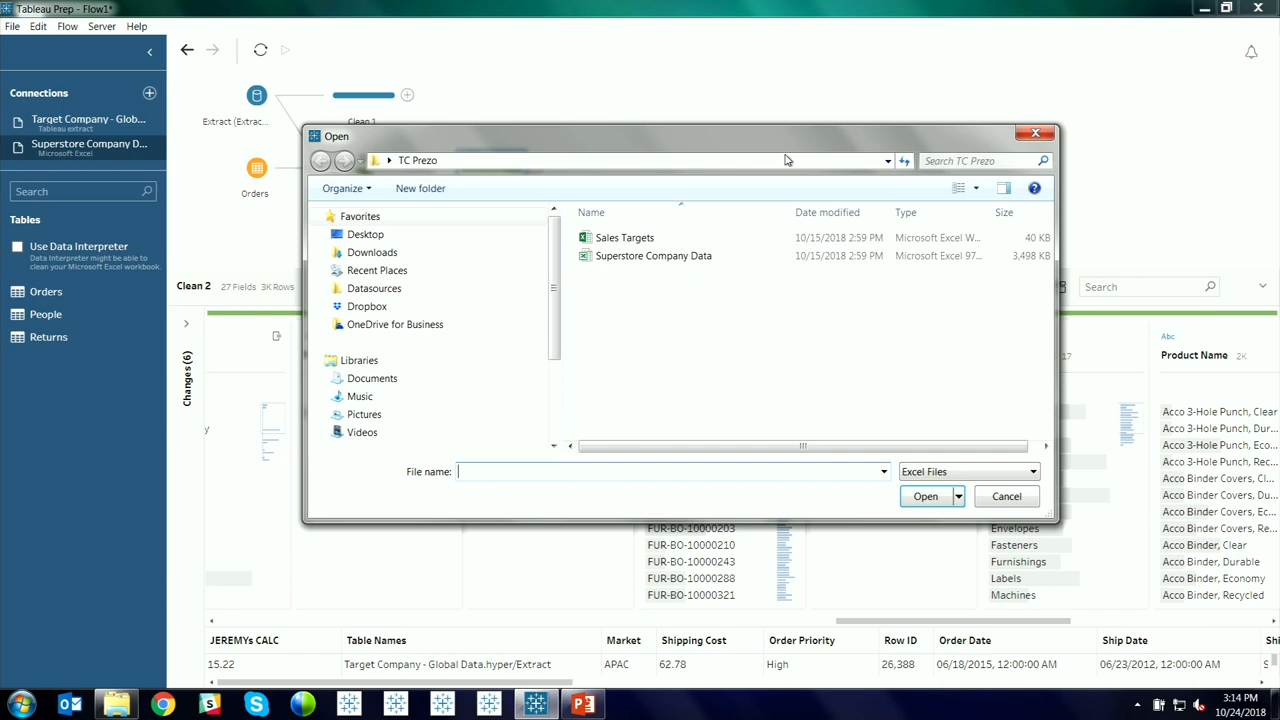 Tableau Prep - Flow1*
File Edit Flow Server Help
Connections
Target Company - Glob...
Tableau extract
Superstore Company D...
Microsoft Excel
Search
Tables
Use Data Interpreter
Data Interpreter might be able to
clean your Microsoft Excel workbook.
Orders
People
Returns
Extract (Extrac...
Clean 1
Orders
Open
TC Prezo
Search TC Prezo
Organize
New folder
Favorites
Desktop
Downloads
Recent Places
Datasources
Dropbox
OneDrive for Business
Libraries
Documents
Music
Pictures
Videos
Name Date modified Type Size
Sales Targets 10/15/2018 2:59 PM Microsoft Excel W... 40 KB
Superstore Company Data 10/15/2018 2:59 PM Microsoft Excel 97... 3,498 KB
File name:
Excel Files
Open
Cancel
Clean 2 27 Fields 3K Rows
Search
Changes (6)
Abc
Product Name 2K
17
y
FUR-BO-10000203
FUR-BO-10000210
FUR-BO-10000243
FUR-BO-10000288
FUR-BO-10000321
Envelopes
Fasteners
Furnishings
Labels
Machines
Acco 3-Hole Punch, Clear
Acco 3-Hole Punch, Dur...
Acco 3-Hole Punch, Eco...
Acco 3-Hole Punch, Rec...
Acco Binder Covers, Cl...
Acco Binder Covers, Du...
Acco Binder Covers, Ec...
Acco Binder Covers, Re...
Acco Binder, Clear
Acco Binder, Durable
Acco Binder, Economy
Acco Binder, Recycled
JEREMYs CALC Table Names Market Shipping Cost Order Priority Row ID Order Date Ship Date
15.22 Target Company - Global Data.hyper/Extract APAC 62.78 High 26,388 06/18/2015, 12:00:00 AM 06/23/2012, 12:00:00 AM
3:14 PM
10/24/2018